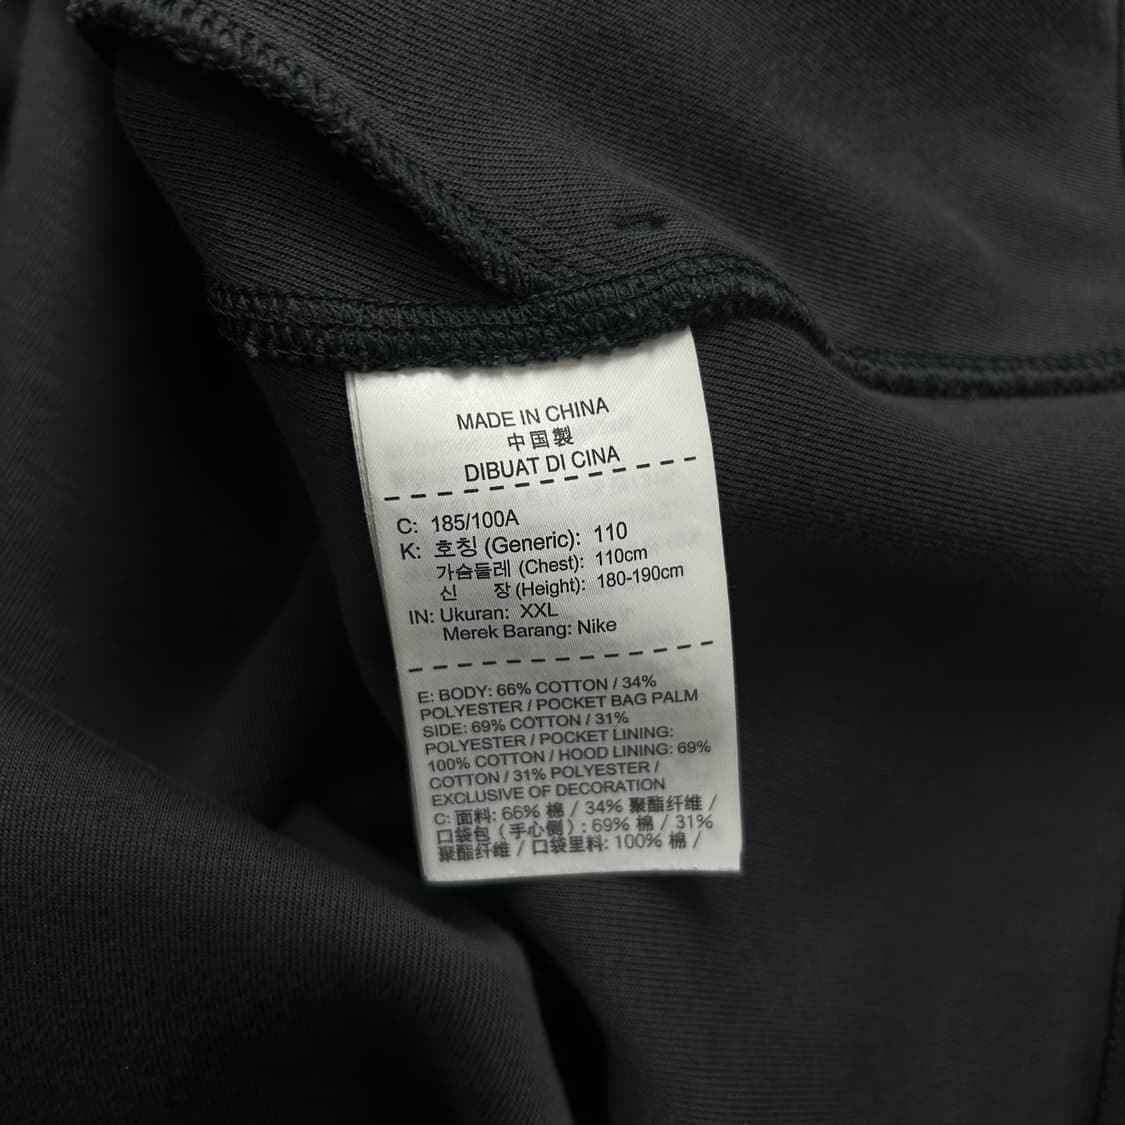 MADE IN CHINA
中国製
DIBUAT DI CINA
C: 185/100A
K: 호칭 (Generic): 110
가슴둘레 (Chest): 110cm
신 장 (Height): 180-190cm
IN: Ukuran: XXL
Merek Barang: Nike
E: BODY: 66% COTTON / 34%
POLYESTER / POCKET BAG PALM
SIDE: 69% COTTON / 31%
POLYESTER / POCKET LINING:
100% COTTON / HOOD LINING: 69%
COTTON / 31% POLYESTER /
EXCLUSIVE OF DECORATION
C: 面料: 66% 棉 / 34% 聚酯纤维 /
口袋包（手心侧）: 69% 棉 / 31%
聚酯纤维 / 口袋里料: 100% 棉 /